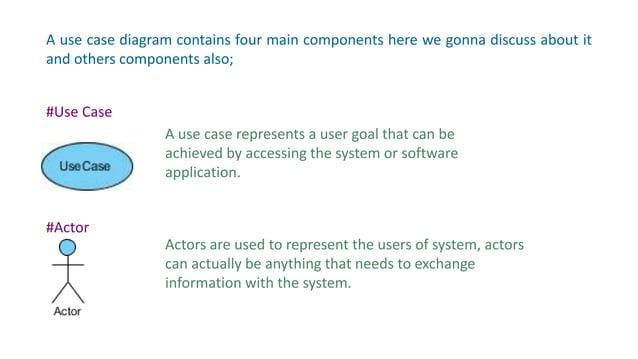 A use case diagram contains four main components here we gonna discuss about it
and others components also;
#Use Case
A use case represents a user goal that can be
achieved by accessing the system or software
application.
UseCase
#Actor
Actors are used to represent the users of system, actors
can actually be anything that needs to exchange
information with the system.
Actor